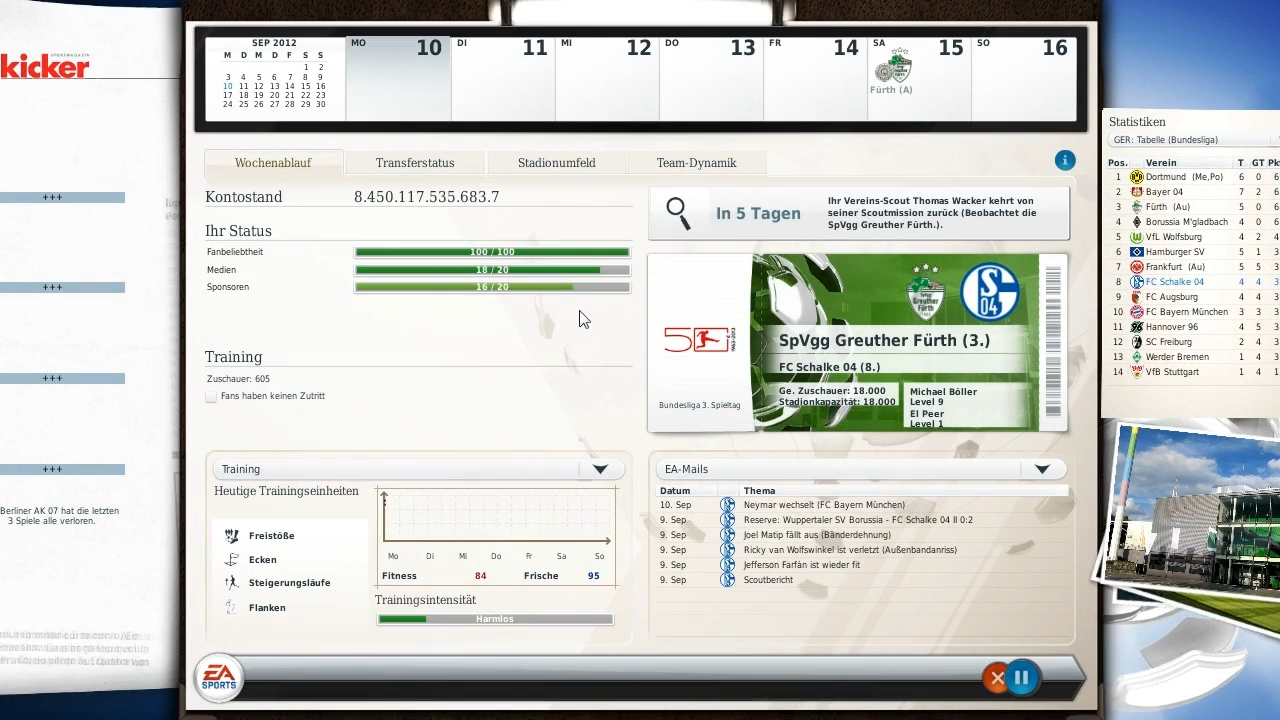 SPORTMAGAZIN
kicker
+++
+++
+++
+++
Berliner AK 07 hat die letzten
3 Spiele alle verloren.
SEP 2012
M D M D F S S
1 2
3 4 5 6 7 8 9
10 11 12 13 14 15 16
17 18 19 20 21 22 23
24 25 26 27 28 29 30
MO 10
DI 11
MI 12
DO 13
FR 14
SA 15
Fürth (A)
SO 16
Wochenablauf
Transferstatus
Stadionumfeld
Team-Dynamik
i
Kontostand 8.450.117.535.683.7
Ihr Status
Fanbeliebtheit 100 / 100
Medien 18 / 20
Sponsoren 16 / 20
Training
Zuschauer: 605
Fans haben keinen Zutritt
In 5 Tagen
Ihr Vereins-Scout Thomas Wacker kehrt von
seiner Scoutmission zurück (Beobachtet die
SpVgg Greuther Fürth.).
SpVgg Greuther Fürth (3.)
FC Schalke 04 (8.)
Ge. Zuschauer: 18.000
Stadionkapazität: 18.000
Michael Böller
Level 9
El Peer
Level 1
Bundesliga 3. Spieltag
Training
Heutige Trainingseinheiten
Freistöße
Ecken
Steigerungsläufe
Flanken
Mo Di Mi Do Fr Sa So
Fitness 84 Frische 95
Trainingsintensität
Harmlos
EA-Mails
Datum Thema
10. Sep Neymar wechselt (FC Bayern München)
9. Sep Reserve: Wuppertaler SV Borussia - FC Schalke 04 II 0:2
9. Sep Joel Matip fällt aus (Bänderdehnung)
9. Sep Ricky van Wolfswinkel ist verletzt (Außenbandanriss)
9. Sep Jefferson Farfán ist wieder fit
9. Sep Scoutbericht
EA
SPORTS
Statistiken
GER: Tabelle (Bundesliga)
Pos. Verein T GT Pk
1 Dortmund (Me,Po) 6 0 6
2 Bayer 04 7 2 6
3 Fürth (Au) 5 0 6
4 Borussia M'gladbach 4 0
5 VfL Wolfsburg 4 2 4
6 Hamburger SV 5 1 3
7 Frankfurt (Au) 5 5 3
8 FC Schalke 04 4 4 3
9 FC Augsburg 4 4 3
10 FC Bayern München 3 3 3
11 Hannover 96 4 5
12 SC Freiburg 2 4 3
13 Werder Bremen 1 4
14 VfB Stuttgart 1 4 1